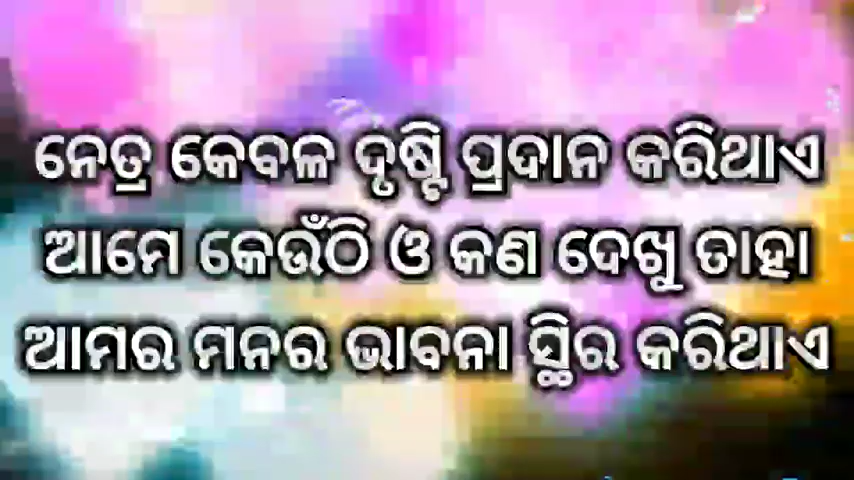 ନେତ୍ର କେବଳ ଦୃଷ୍ଟି ପ୍ରଦାନ କରିଥାଏ
ଆମେ କେଉଁଠି ଓ କଣ ଦେଖୁ ତାହା
ଆମର ମନର ଭାବନା ସ୍ଥିର କରିଥାଏ